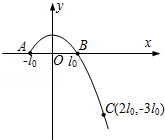 y
A B x
-l₀ O l₀
C(2l₀,-3l₀)